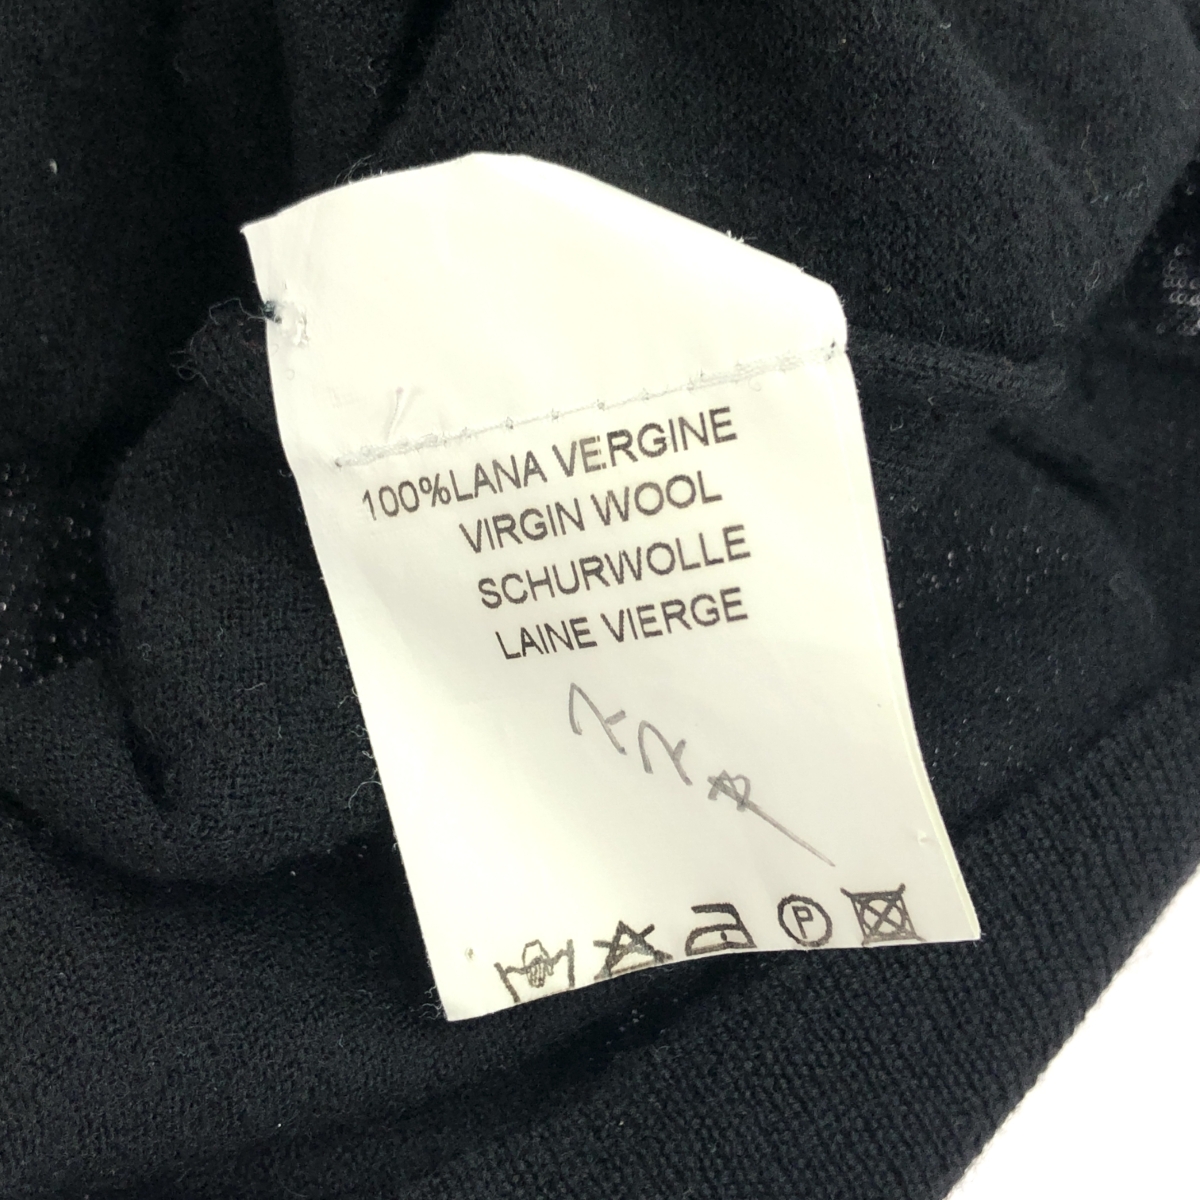 100%LANA VERGINE
VIRGIN WOOL
SCHURWOLLE
LAINE VIERGE
P